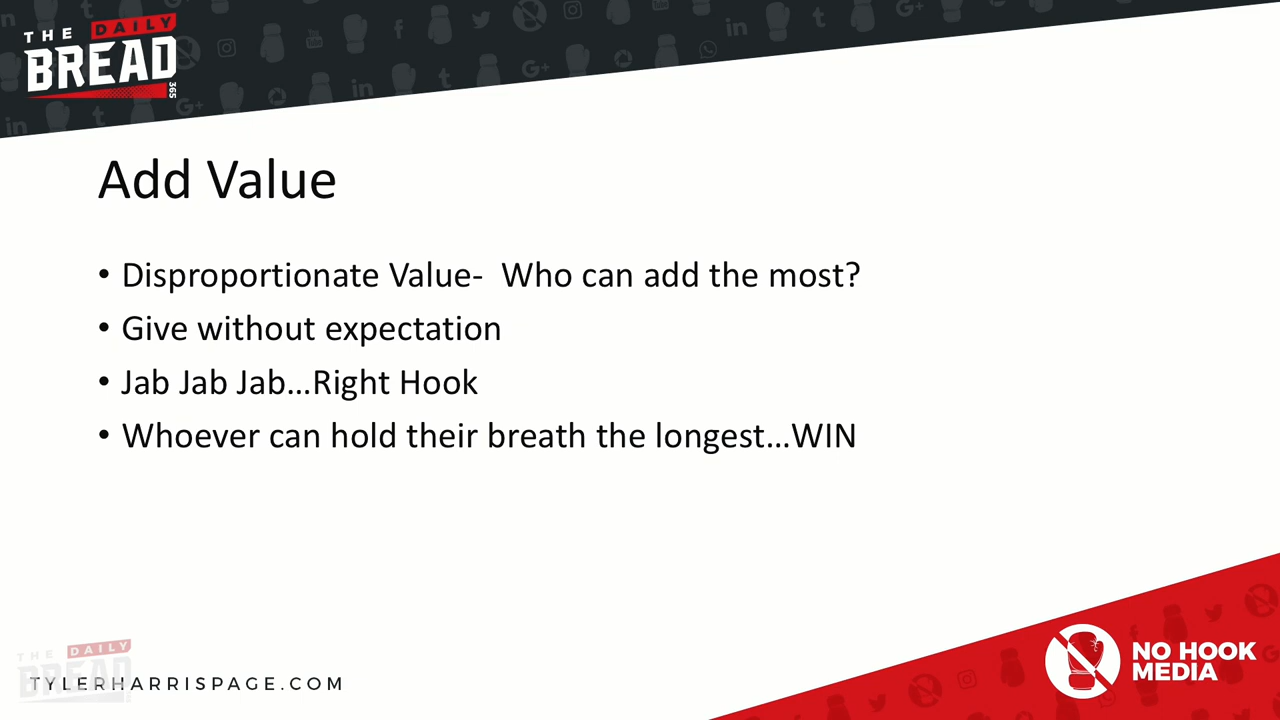 THE DAILY
BREAD
365
Add Value
• Disproportionate Value-  Who can add the most?
• Give without expectation
• Jab Jab Jab...Right Hook
• Whoever can hold their breath the longest...WIN
THE DAILY
BREAD
TYLERHARRISPAGE.COM
NO HOOK
MEDIA